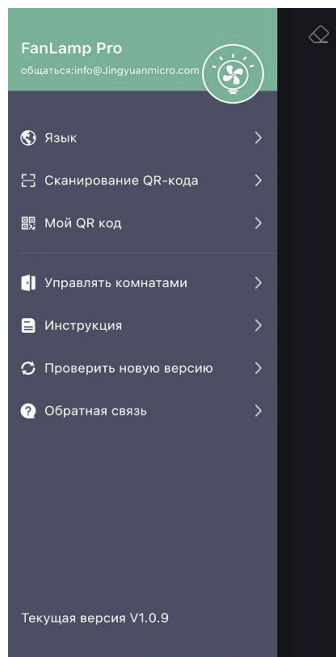 FanLamp Pro
общаться:info@Jingyuanmicro.com
Язык
Сканирование QR-кода
Мой QR код
Управлять комнатами
Инструкция
Проверить новую версию
Обратная связь
Текущая версия V1.0.9